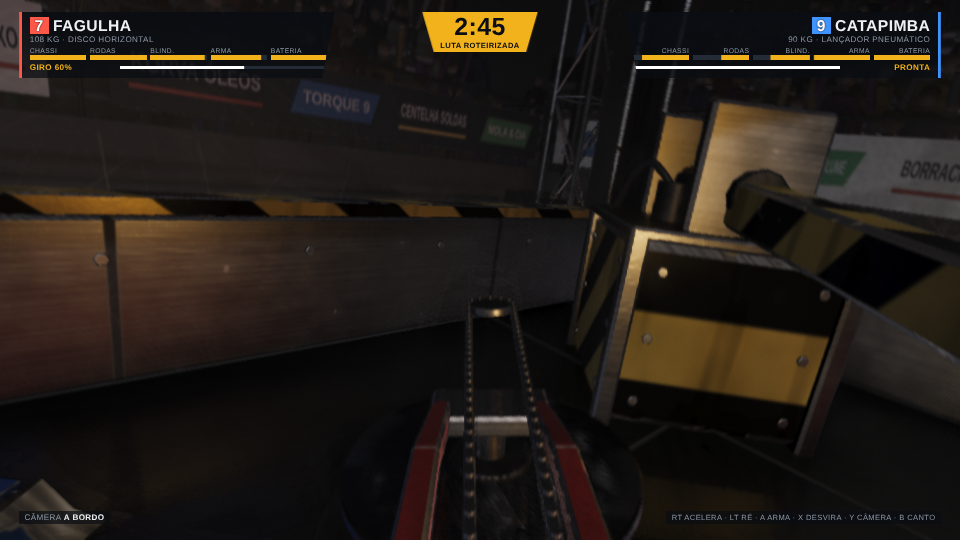 7 FAGULHA
108 KG · DISCO HORIZONTAL
CHASSI RODAS BLIND. ARMA BATERIA
GIRO 60%
2:45
LUTA ROTEIRIZADA
9 CATAPIMBA
90 KG · LANÇADOR PNEUMÁTICO
CHASSI RODAS BLIND. ARMA BATERIA
PRONTA
ÓLEOS
TORQUE 9
CENTELHA SOLDAS
MOLA & CIA
BORRAC
CÂMERA A BORDO
RT ACELERA · LT RÉ · A ARMA · X DESVIRA · Y CÂMERA · B CANTO